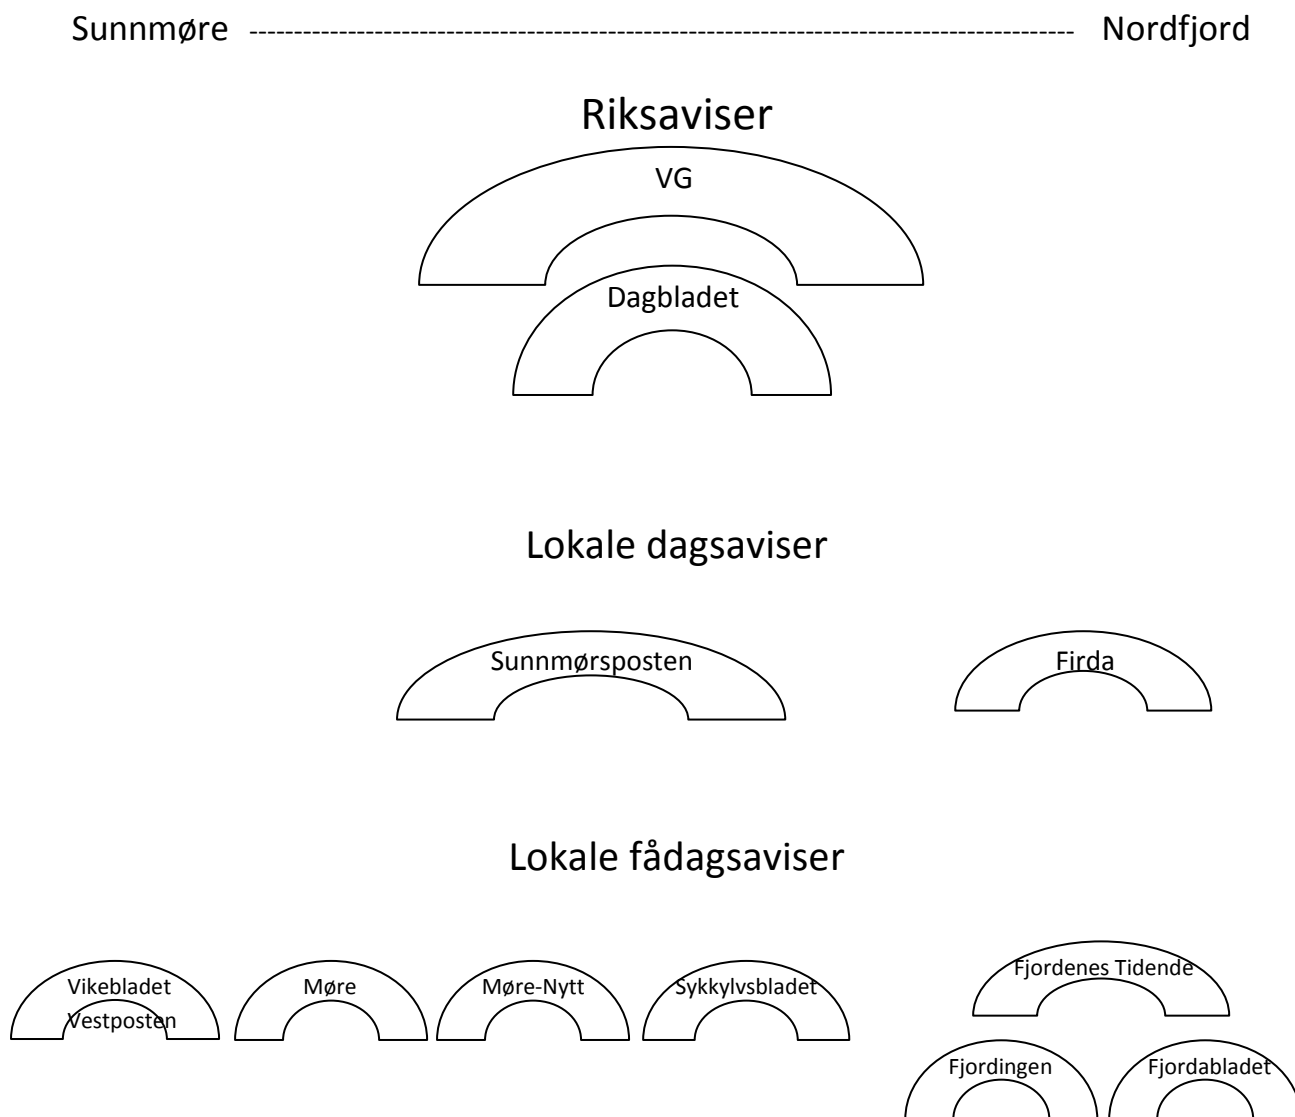 Sunnmøre ------------------------------------------------------------------------------------------- Nordfjord
Riksaviser
VG
Dagbladet
Lokale dagsaviser
Sunnmørsposten
Firda
Lokale fådagsaviser
Vikebladet
Vestposten
Møre
Møre-Nytt
Sykkylvsbladet
Fjordenes Tidende
Fjordingen
Fjordabladet